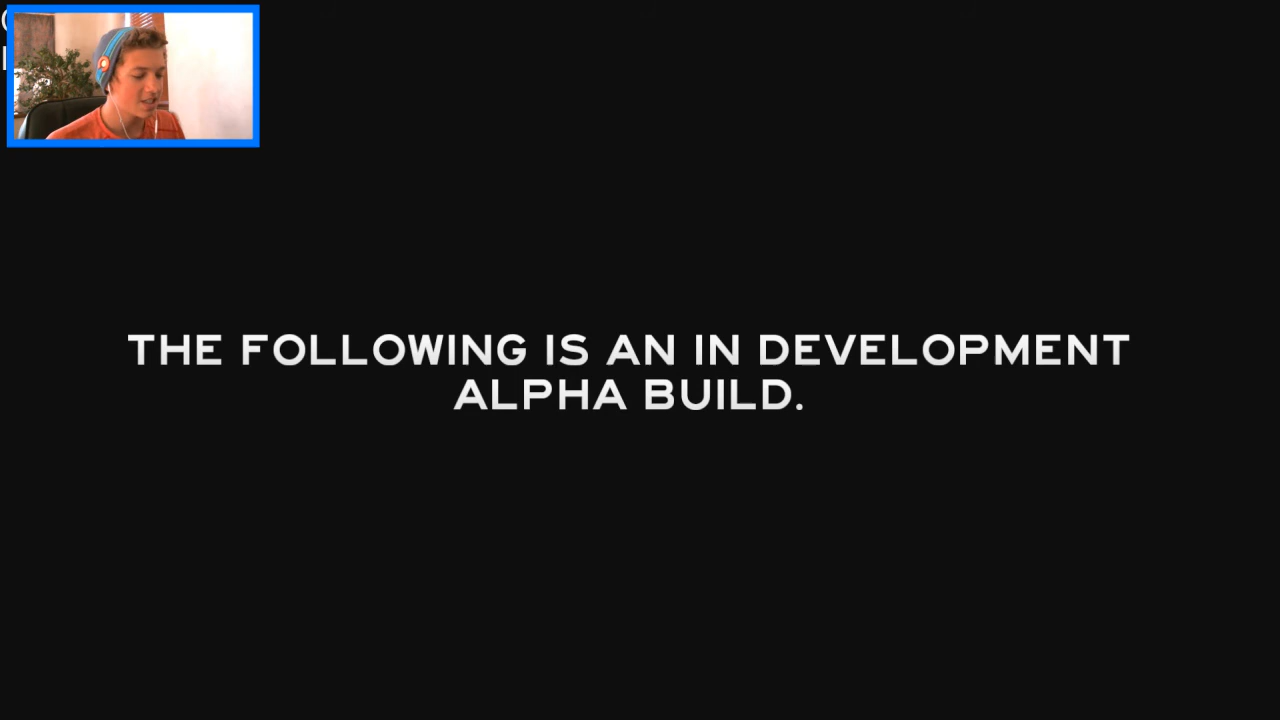 THE FOLLOWING IS AN IN DEVELOPMENT
ALPHA BUILD.